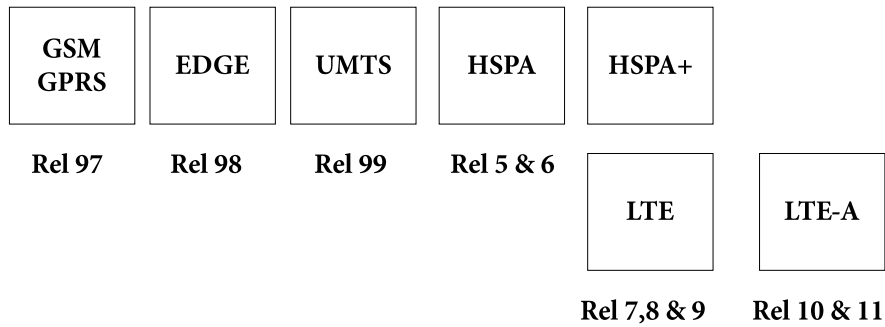 GSM
GPRS
EDGE
UMTS
HSPA
HSPA+
Rel 97
Rel 98
Rel 99
Rel 5 & 6
LTE
LTE-A
Rel 7,8 & 9
Rel 10 & 11